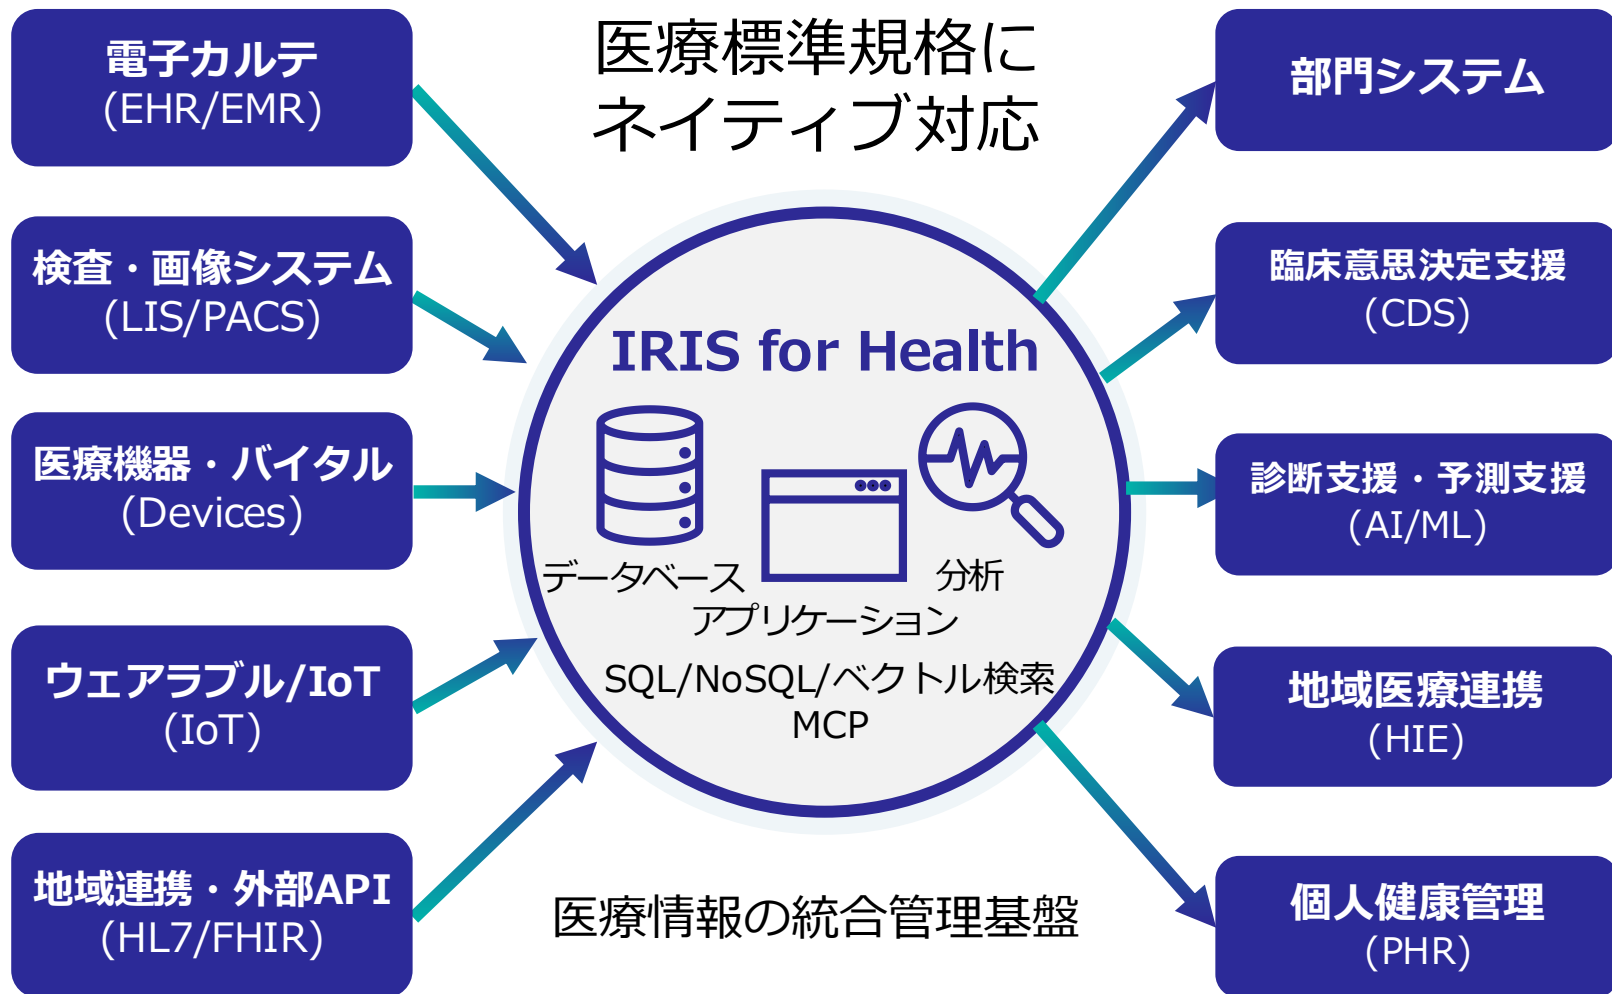 医療標準規格に
ネイティブ対応
電子カルテ
(EHR/EMR)
検査・画像システム
(LIS/PACS)
医療機器・バイタル
(Devices)
ウェアラブル/IoT
(IoT)
地域連携・外部API
(HL7/FHIR)
IRIS for Health
データベース
分析
アプリケーション
SQL/NoSQL/ベクトル検索
MCP
医療情報の統合管理基盤
部門システム
臨床意思決定支援
(CDS)
診断支援・予測支援
(AI/ML)
地域医療連携
(HIE)
個人健康管理
(PHR)